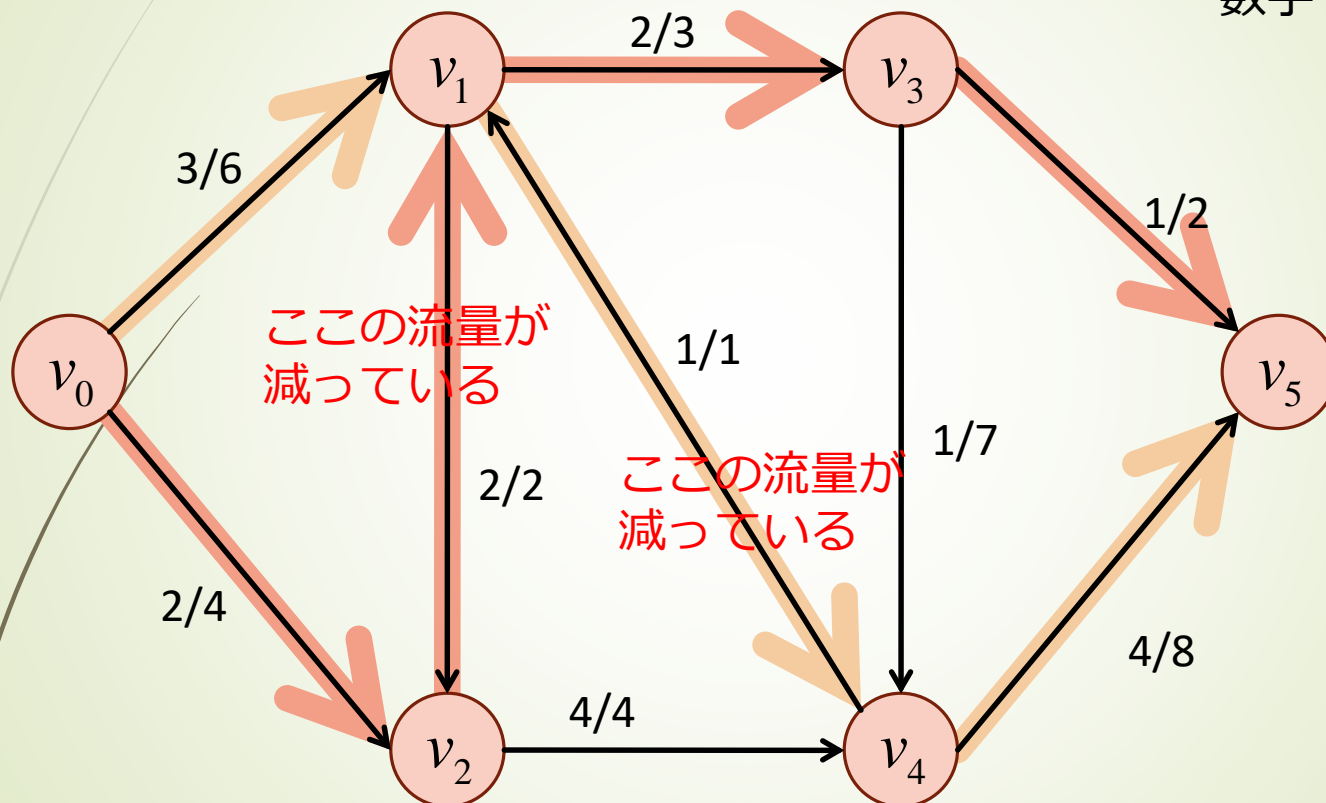 数字
2/3
v1
v3
3/6
1/2
ここの流量が
減っている
1/1
v0
v5
ここの流量が
減っている
1/7
2/2
2/4
4/8
4/4
v2
v4